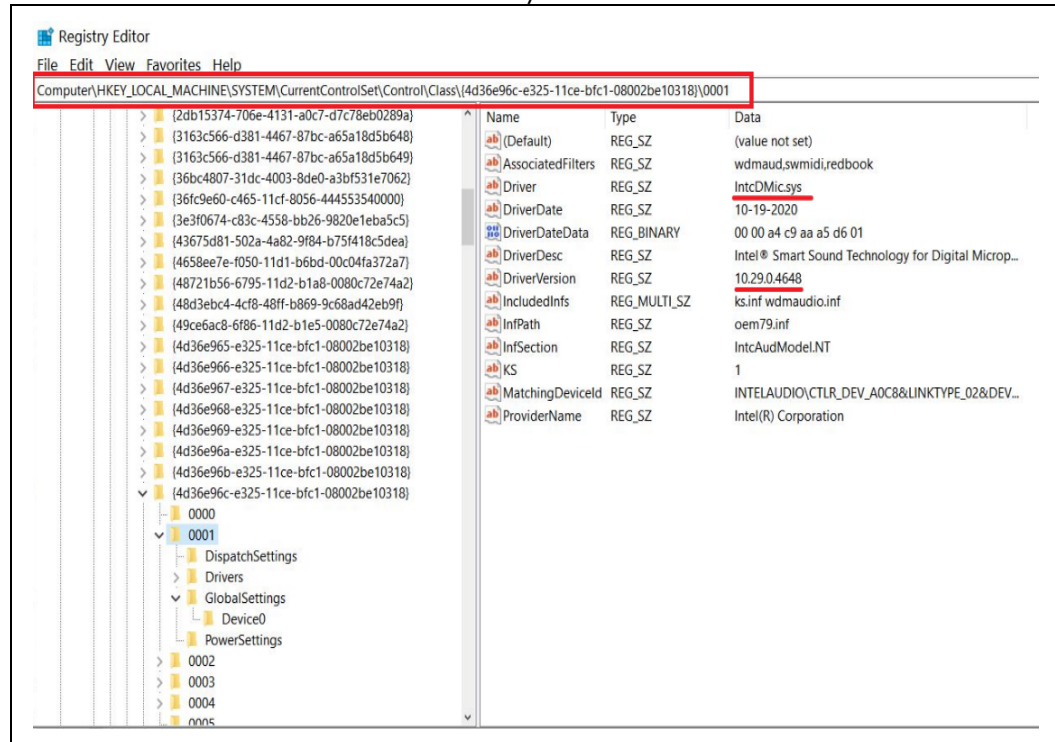 Registry Editor
File Edit View Favorites Help
Computer\HKEY_LOCAL_MACHINE\SYSTEM\CurrentControlSet\Control\Class\{4d36e96c-e325-11ce-bfc1-08002be10318}\0001
{2db15374-706e-4131-a0c7-d7c78eb0289a}
{3163c566-d381-4467-87bc-a65a18d5b648}
{3163c566-d381-4467-87bc-a65a18d5b649}
{36bc4807-31dc-4003-8de0-a3bf531e7062}
{36fc9e60-c465-11cf-8056-444553540000}
{3e3f0674-c83c-4558-bb26-9820e1eba5c5}
{43675d81-502a-4a82-9f84-b75f418c5dea}
{4658ee7e-f050-11d1-b6bd-00c04fa372a7}
{48721b56-6795-11d2-b1a8-0080c72e74a2}
{48d3ebc4-4cf8-48ff-b869-9c68ad42eb9f}
{49ce6ac8-6f86-11d2-b1e5-0080c72e74a2}
{4d36e965-e325-11ce-bfc1-08002be10318}
{4d36e966-e325-11ce-bfc1-08002be10318}
{4d36e967-e325-11ce-bfc1-08002be10318}
{4d36e968-e325-11ce-bfc1-08002be10318}
{4d36e969-e325-11ce-bfc1-08002be10318}
{4d36e96a-e325-11ce-bfc1-08002be10318}
{4d36e96b-e325-11ce-bfc1-08002be10318}
{4d36e96c-e325-11ce-bfc1-08002be10318}
0000
0001
DispatchSettings
Drivers
GlobalSettings
Device0
PowerSettings
0002
0003
0004
0005
Name Type Data
(Default) REG_SZ (value not set)
AssociatedFilters REG_SZ wdmaud,swmidi,redbook
Driver REG_SZ IntcDMic.sys
DriverDate REG_SZ 10-19-2020
DriverDateData REG_BINARY 00 00 a4 c9 aa a5 d6 01
DriverDesc REG_SZ Intel® Smart Sound Technology for Digital Microp...
DriverVersion REG_SZ 10.29.0.4648
IncludedInfs REG_MULTI_SZ ks.inf wdmaudio.inf
InfPath REG_SZ oem79.inf
InfSection REG_SZ IntcAudModel.NT
KS REG_SZ 1
MatchingDeviceId REG_SZ INTELAUDIO\CTLR_DEV_A0C8&LINKTYPE_02&DEV...
ProviderName REG_SZ Intel(R) Corporation